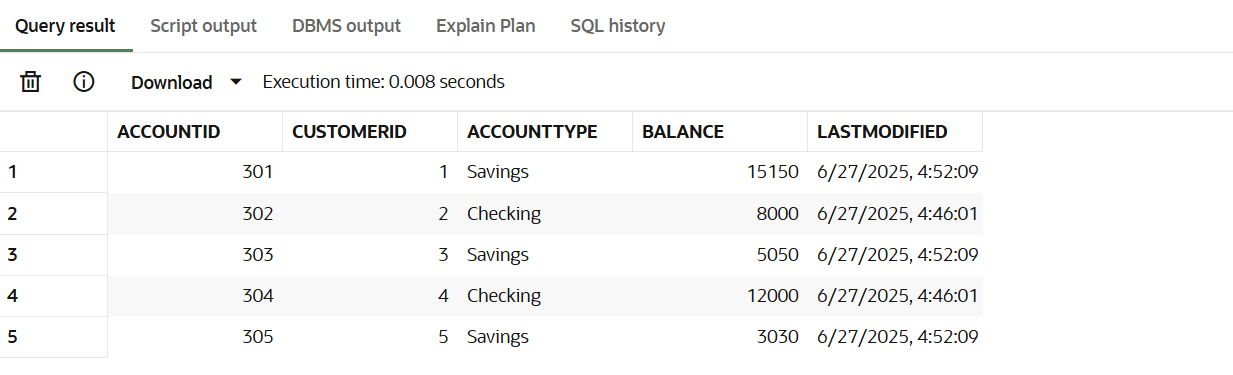 Query result Script output DBMS output Explain Plan SQL history
Download Execution time: 0.008 seconds
ACCOUNTID CUSTOMERID ACCOUNTTYPE BALANCE LASTMODIFIED
1 301 1 Savings 15150 6/27/2025, 4:52:09
2 302 2 Checking 8000 6/27/2025, 4:46:01
3 303 3 Savings 5050 6/27/2025, 4:52:09
4 304 4 Checking 12000 6/27/2025, 4:46:01
5 305 5 Savings 3030 6/27/2025, 4:52:09